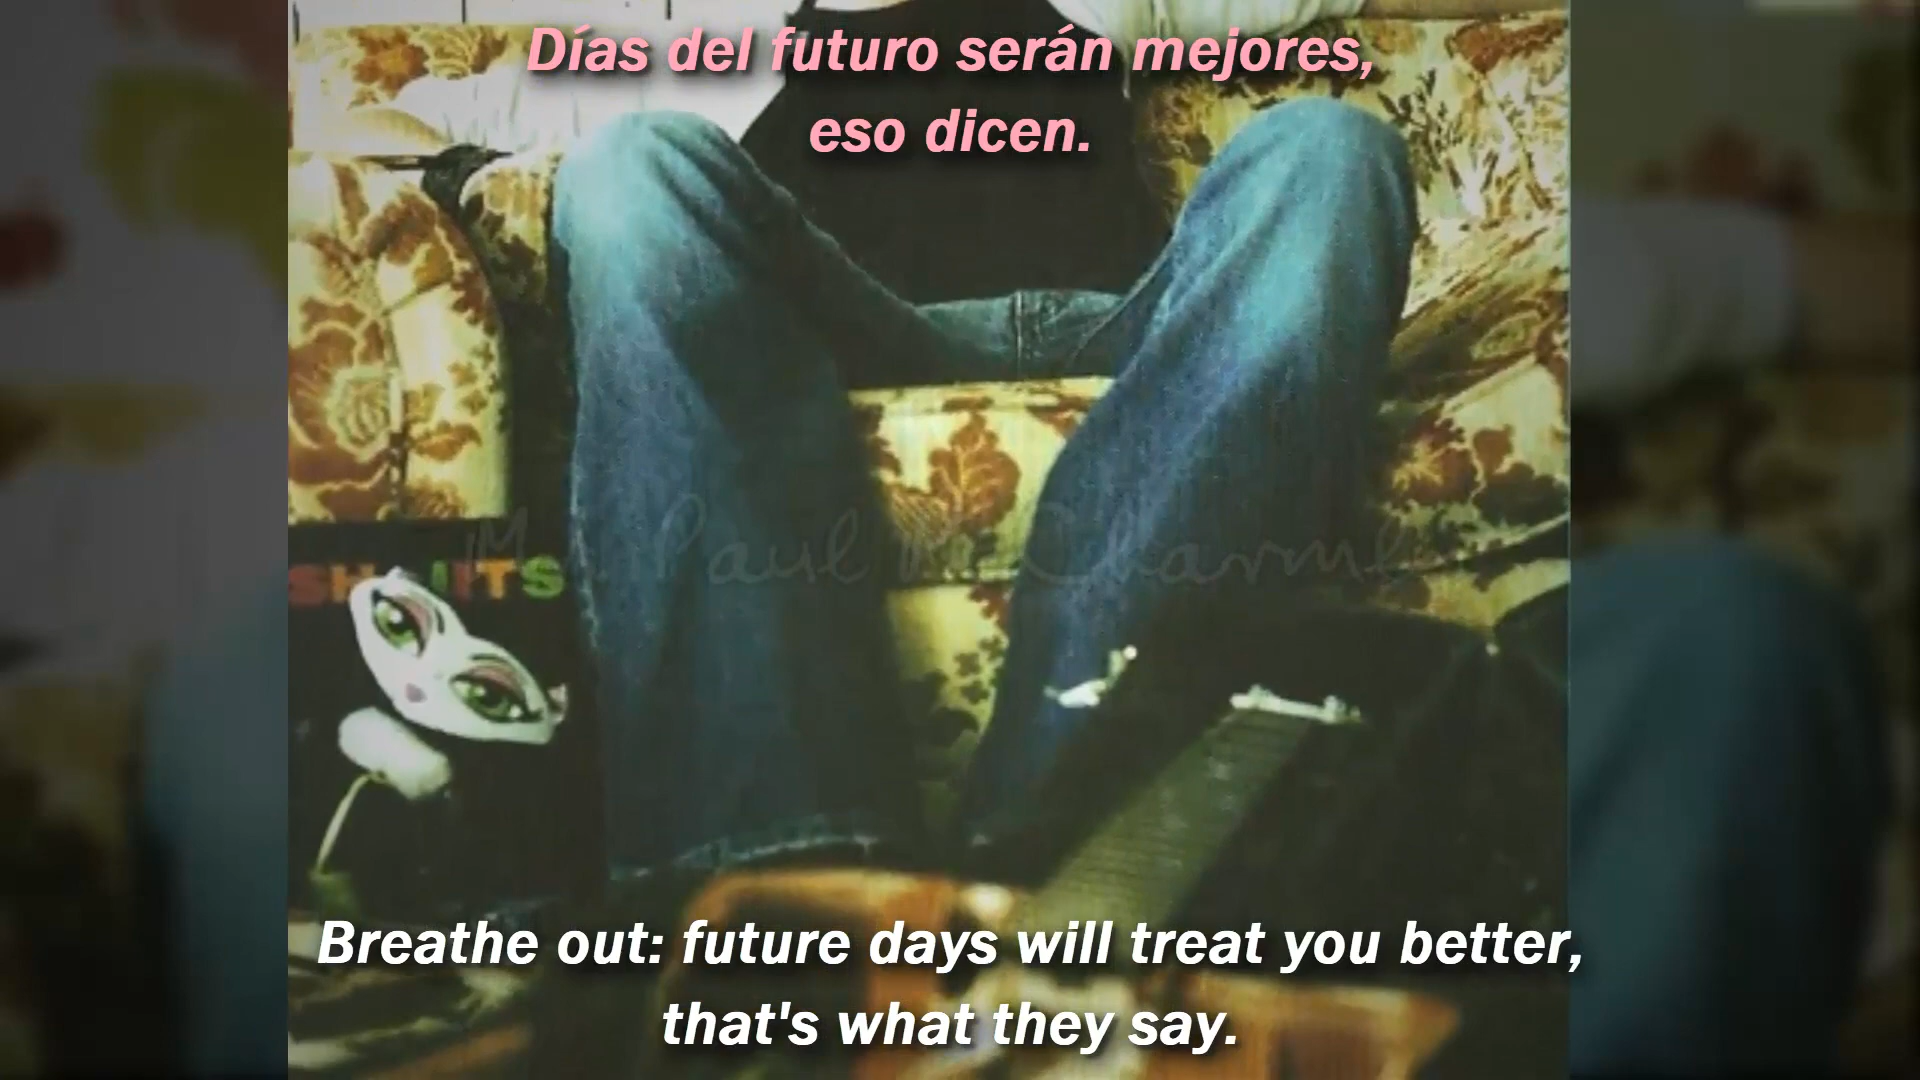 Días del futuro serán mejores,
eso dicen.
Paul
Breathe out: future days will treat you better,
that's what they say.